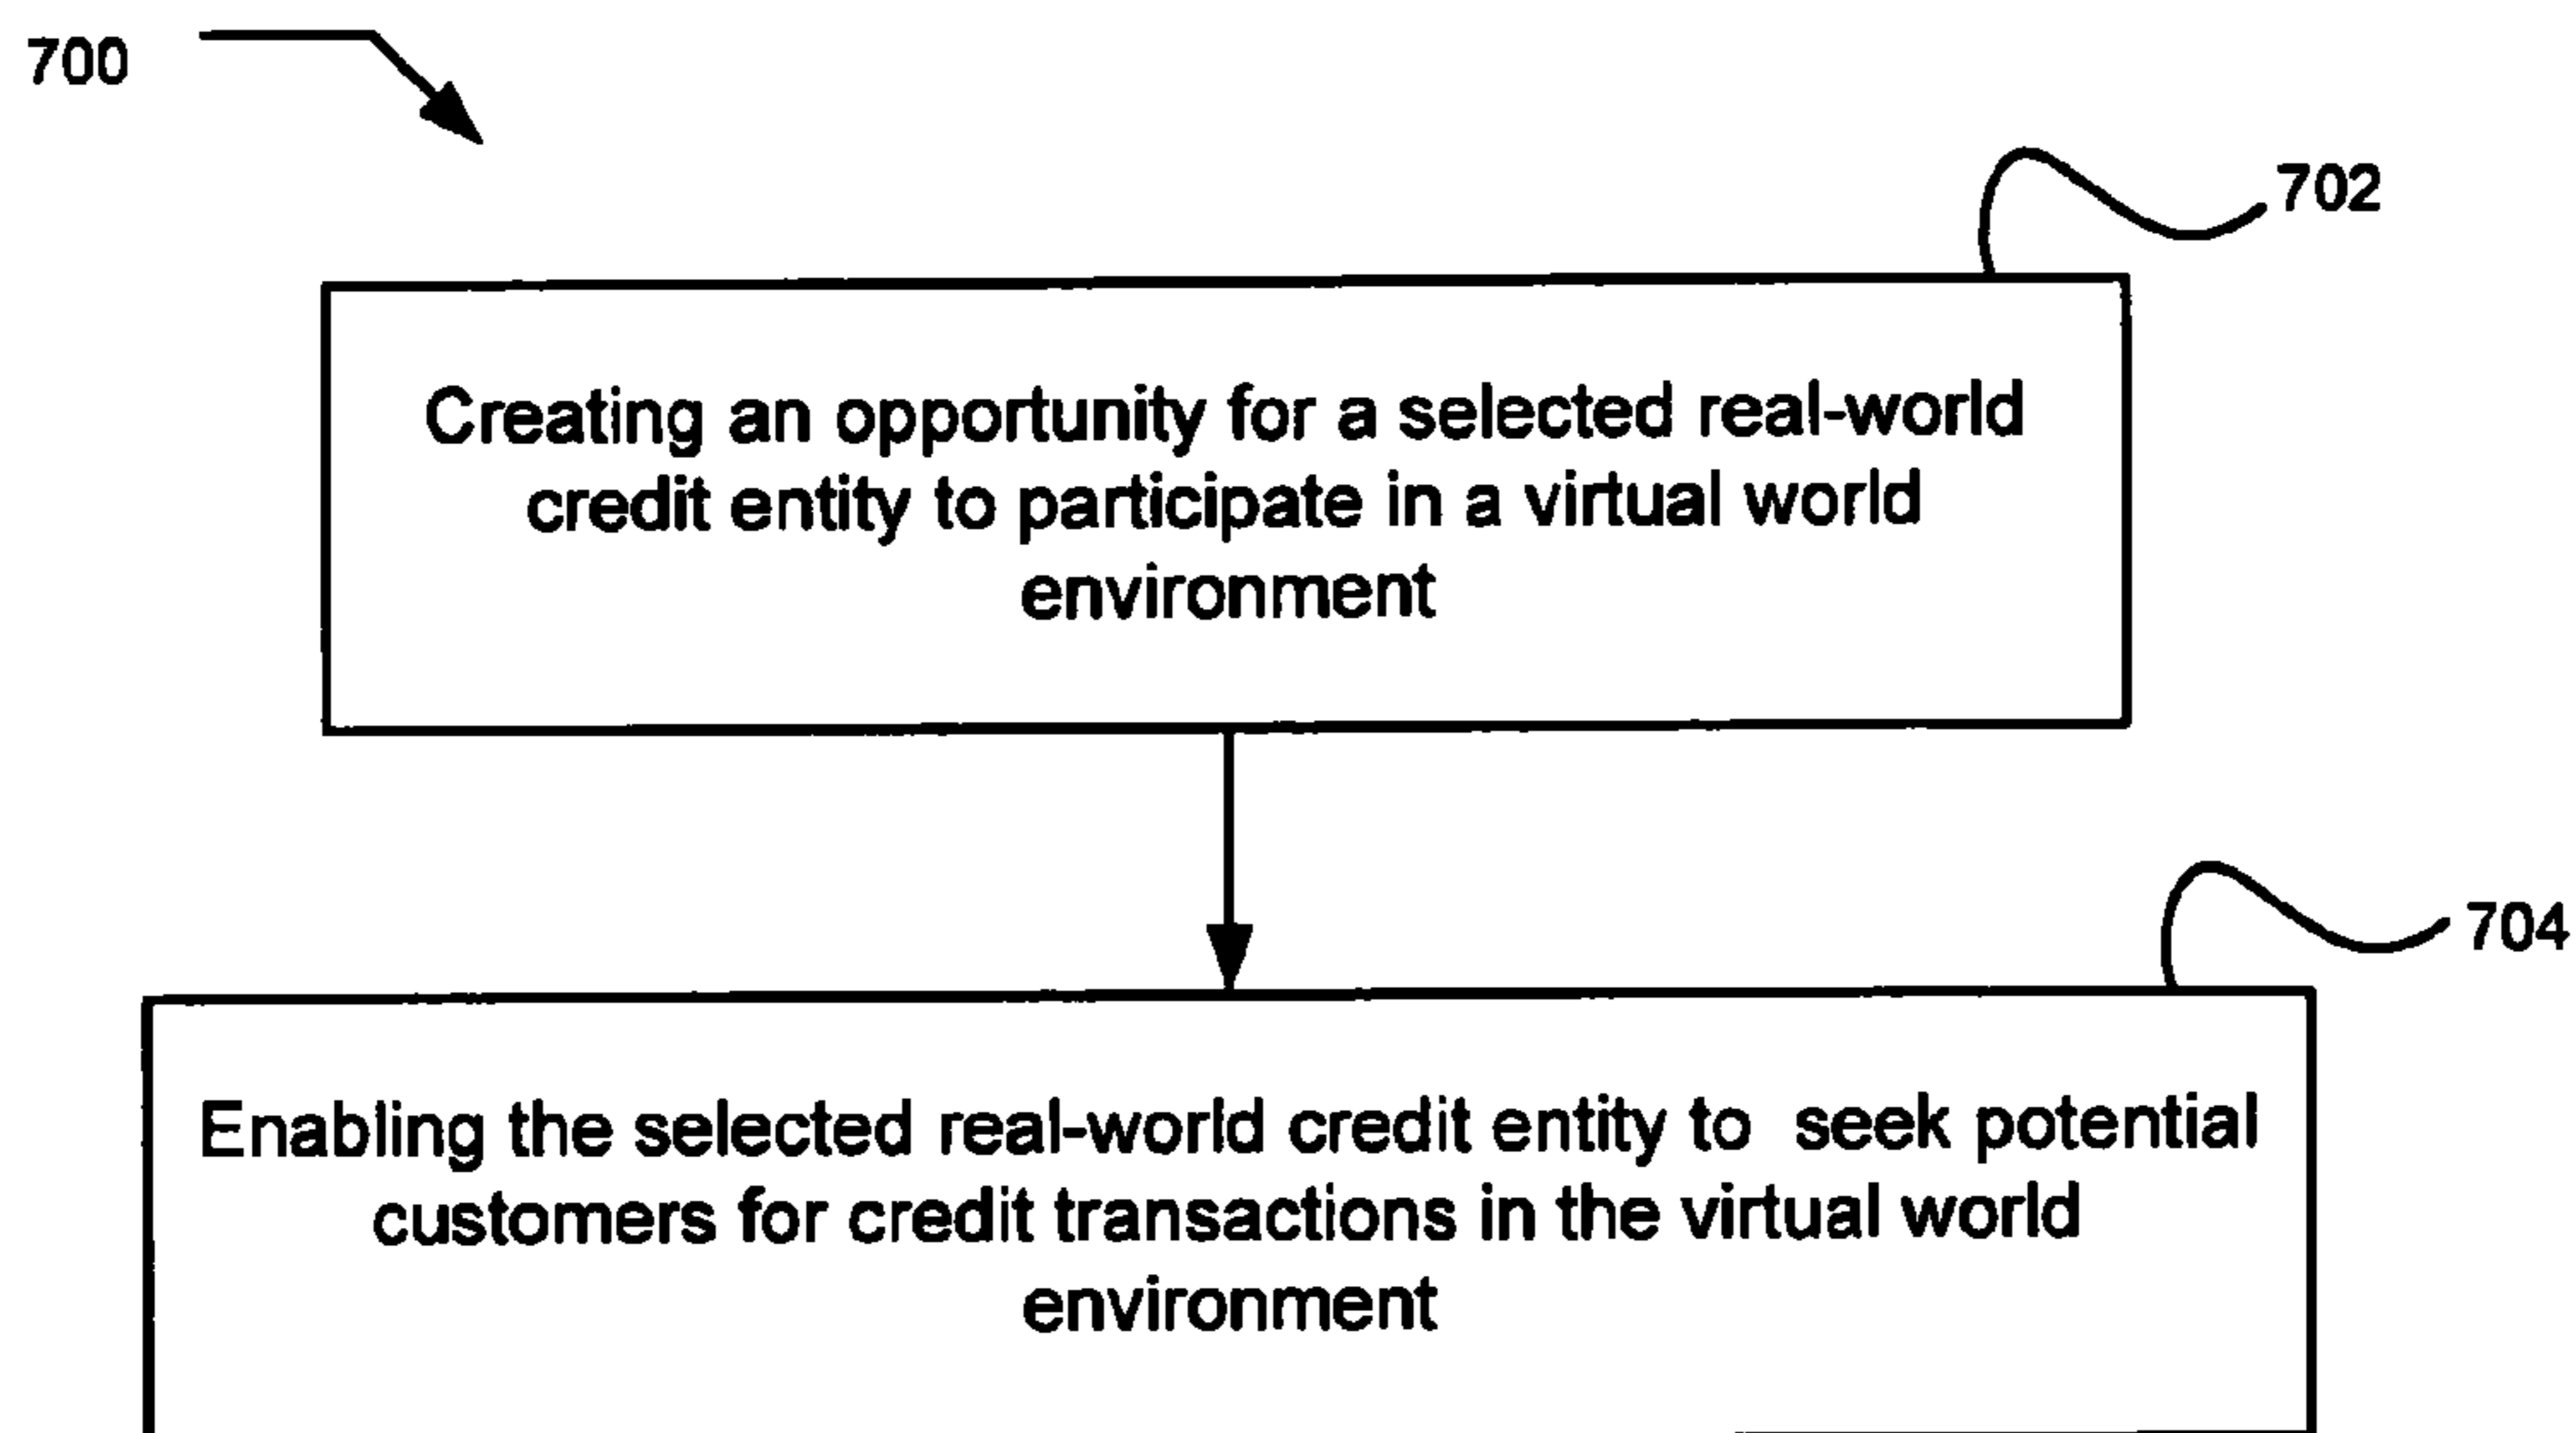 700
702
Creating an opportunity for a selected real-world
credit entity to participate in a virtual world
environment
704
Enabling the selected real-world credit entity to seek potential
customers for credit transactions in the virtual world
environment